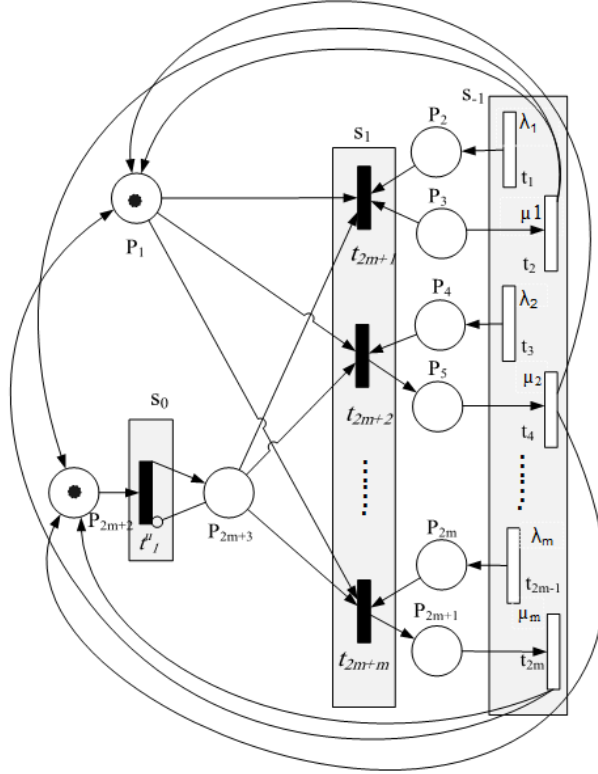 s₋₁
s₁
P₂
λ₁
t₁
P₃
μ1
t₂
P₁
t₂ₘ₊₁
P₄
λ₂
t₃
P₅
μ₂
t₄
t₂ₘ₊₂
s₀
P₂ₘ₊₂
P₂ₘ₊₃
tᵘ₁
P₂ₘ
λₘ
t₂ₘ₋₁
P₂ₘ₊₁
μₘ
t₂ₘ
t₂ₘ₊ₘ